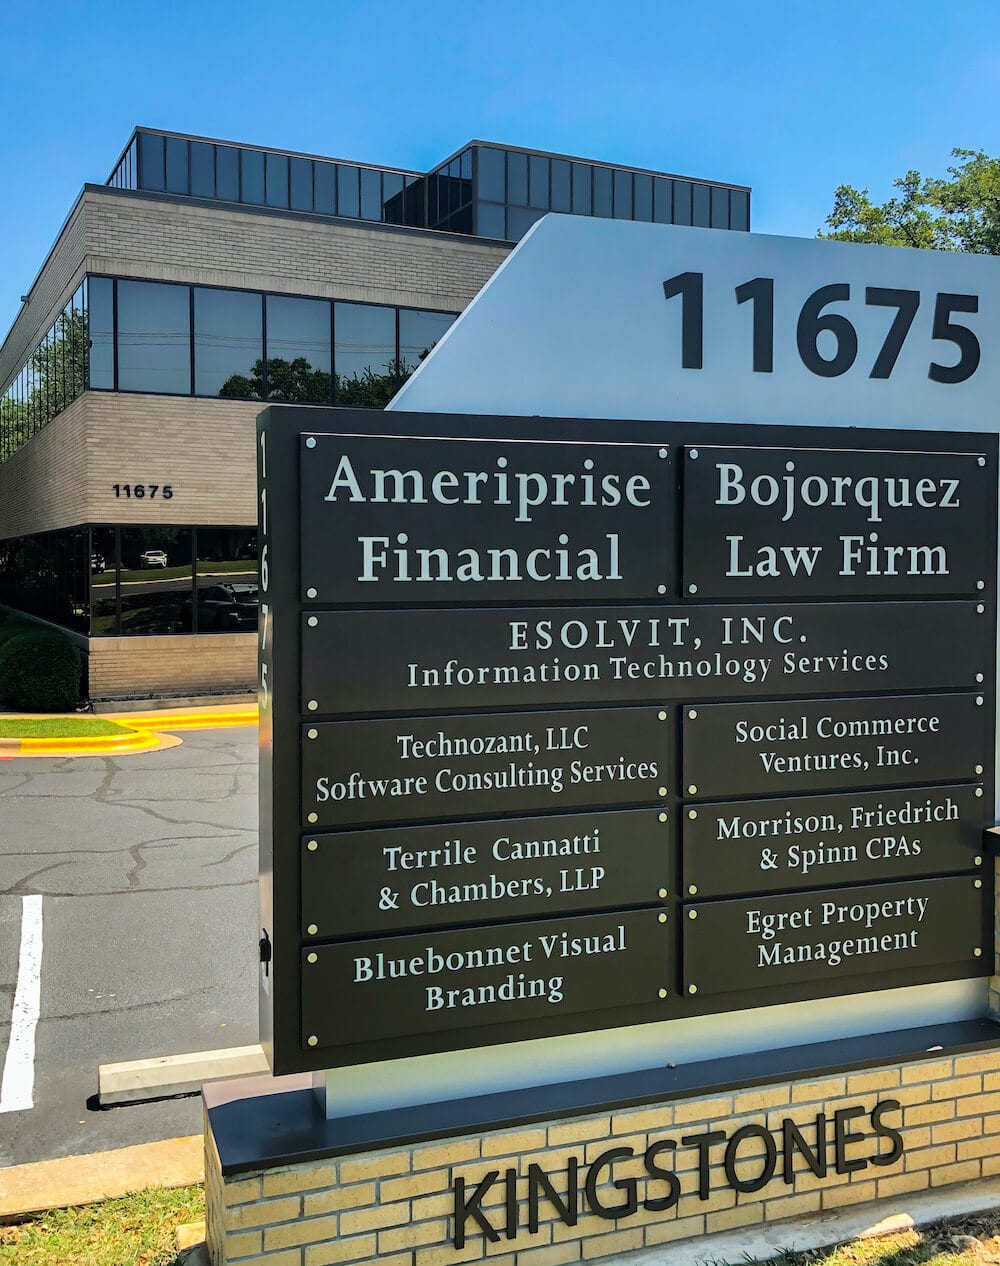 11675
11675
11675
Ameriprise
Financial
Bojorquez
Law Firm
ESOLVIT, INC.
Information Technology Services
Technozant, LLC
Software Consulting Services
Social Commerce
Ventures, Inc.
Terrile Cannatti
& Chambers, LLP
Morrison, Friedrich
& Spinn CPAs
Bluebonnet Visual
Branding
Egret Property
Management
KINGSTONES